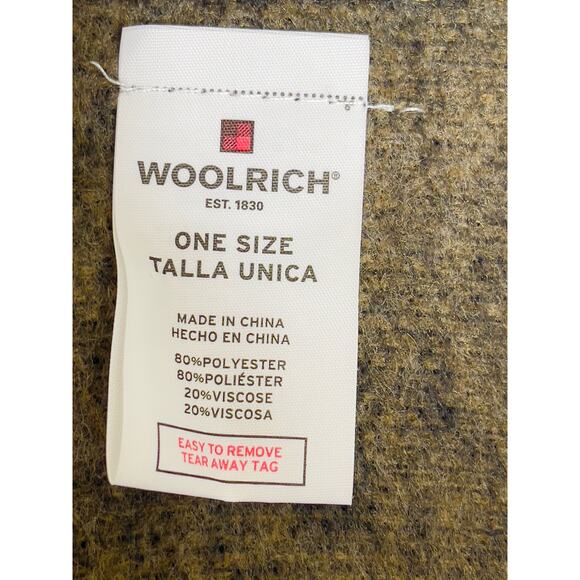 WOOLRICH®
EST. 1830
ONE SIZE
TALLA UNICA
MADE IN CHINA
HECHO EN CHINA
80%POLYESTER
80%POLIÉSTER
20%VISCOSE
20%VISCOSA
EASY TO REMOVE
TEAR AWAY TAG